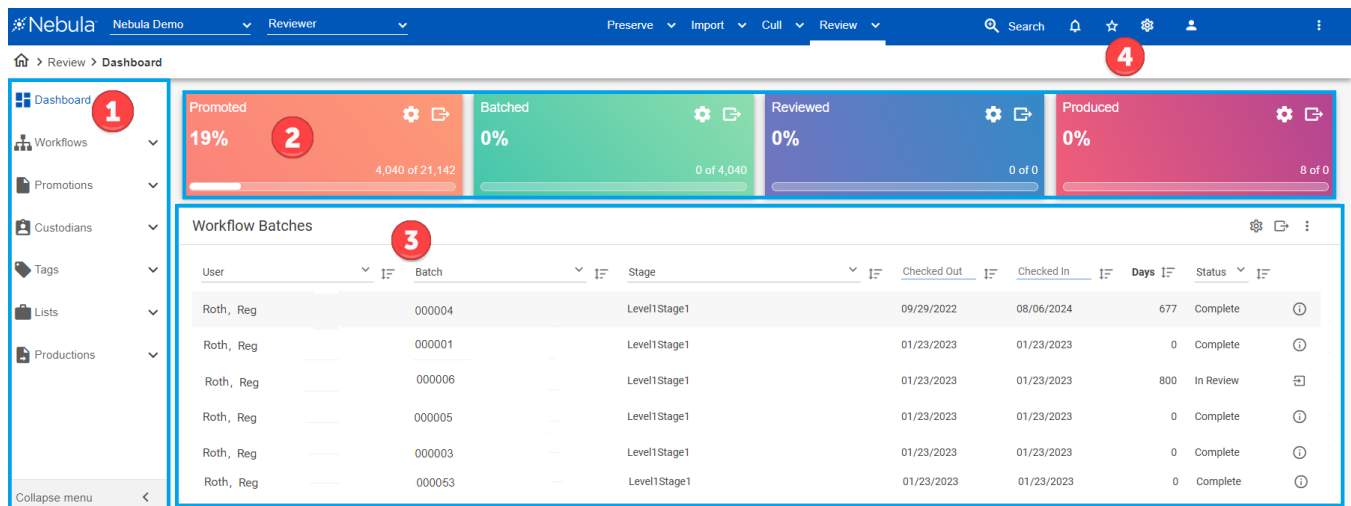 Nebula Nebula Demo Reviewer Preserve Import Cull Review Search
Review > Dashboard
4
Dashboard
1
Workflows
Promotions
Custodians
Tags
Lists
Productions
Collapse menu
Promoted
19%
2
4,040 of 21,142
Batched
0%
0 of 4,040
Reviewed
0%
0 of 0
Produced
0%
8 of 0
Workflow Batches
3
User Batch Stage Checked Out Checked In Days Status
Roth, Reg 000004 Level1Stage1 09/29/2022 08/06/2024 677 Complete
Roth, Reg 000001 Level1Stage1 01/23/2023 01/23/2023 0 Complete
Roth, Reg 000006 Level1Stage1 01/23/2023 01/23/2023 800 In Review
Roth, Reg 000005 Level1Stage1 01/23/2023 01/23/2023 0 Complete
Roth, Reg 000003 Level1Stage1 01/23/2023 01/23/2023 0 Complete
Roth, Reg 000053 Level1Stage1 01/23/2023 01/23/2023 0 Complete